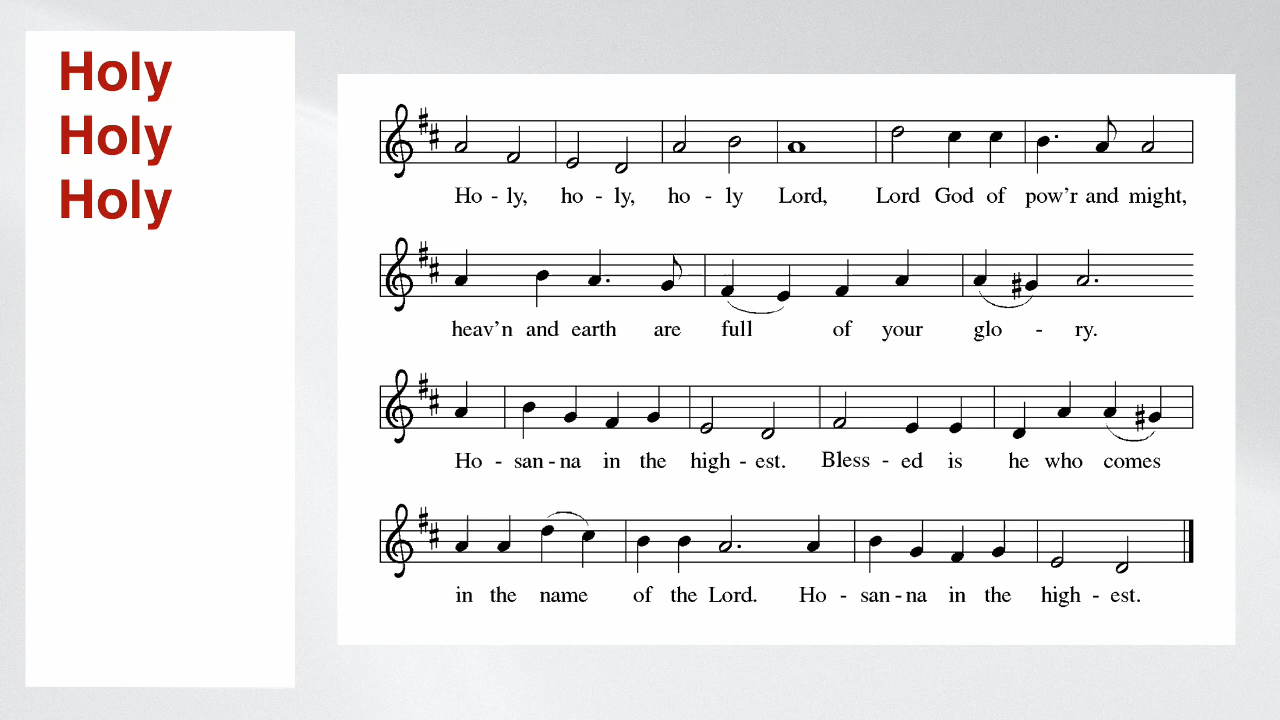 Holy
Holy
Holy
Ho - ly, ho - ly, ho - ly Lord, Lord God of pow'r and might,
heav'n and earth are full of your glo - ry.
Ho - san - na in the high - est. Bless - ed is he who comes
in the name of the Lord. Ho - san - na in the high - est.